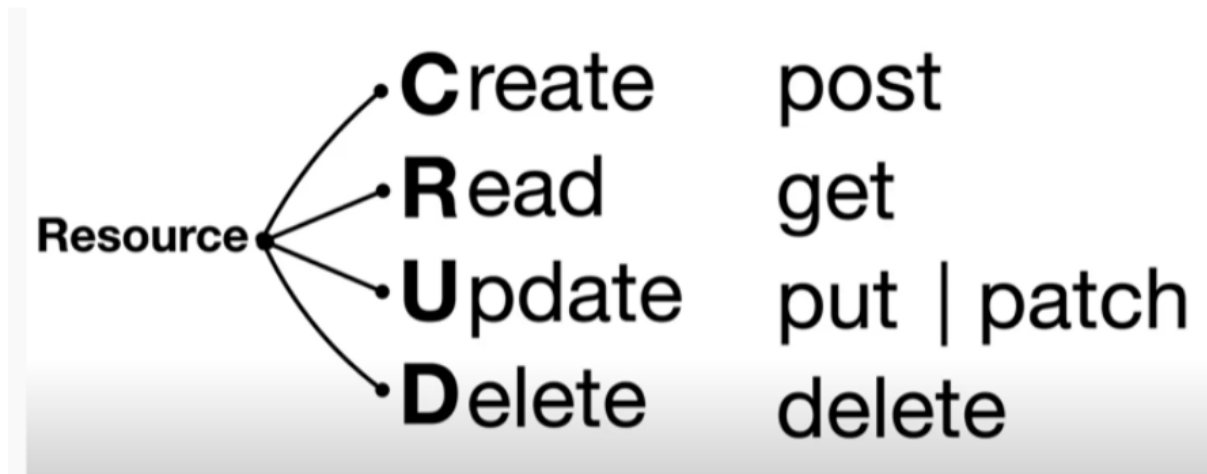 Create post
Read get
Resource
Update put | patch
Delete delete